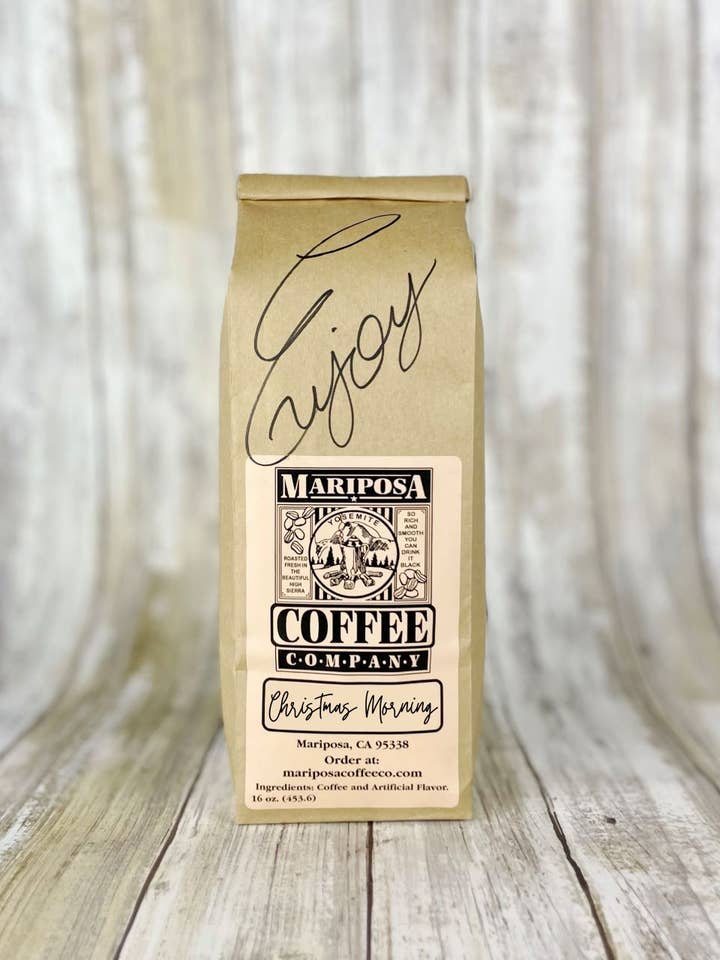 Enjoy
MARIPOSA
YOSEMITE
ROASTED
FRESH IN
THE
BEAUTIFUL
HIGH
SIERRA
SO
RICH
AND
SMOOTH
YOU
CAN
DRINK
IT
BLACK
COFFEE
C·O·M·P·A·N·Y
Christmas Morning
Mariposa, CA 95338
Order at:
mariposacoffeeco.com
Ingredients: Coffee and Artificial Flavor.
16 oz. (453.6)